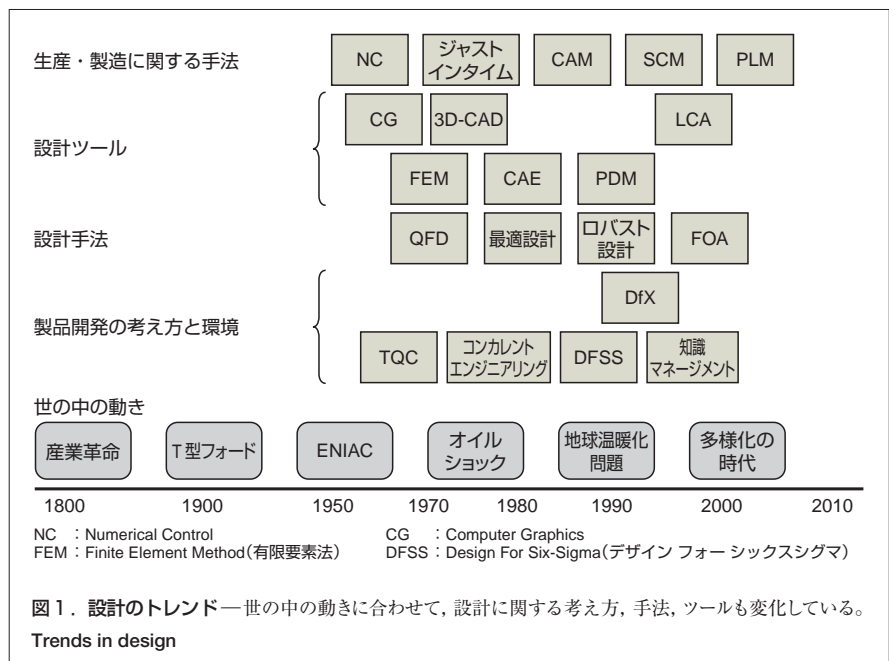 生産・製造に関する手法
NC
ジャスト
インタイム
CAM
SCM
PLM
設計ツール
CG
3D-CAD
LCA
FEM
CAE
PDM
設計手法
QFD
最適設計
ロバスト
設計
FOA
製品開発の考え方と環境
DfX
TQC
コンカレント
エンジニアリング
DFSS
知識
マネージメント
世の中の動き
産業革命
T型フォード
ENIAC
オイル
ショック
地球温暖化
問題
多様化の
時代
1800 1900 1950 1970 1980 1990 2000 2010
NC ：Numerical Control CG ：Computer Graphics
FEM：Finite Element Method(有限要素法) DFSS：Design For Six-Sigma(デザイン フォー シックスシグマ)
図1．設計のトレンド―世の中の動きに合わせて，設計に関する考え方，手法，ツールも変化している。
Trends in design